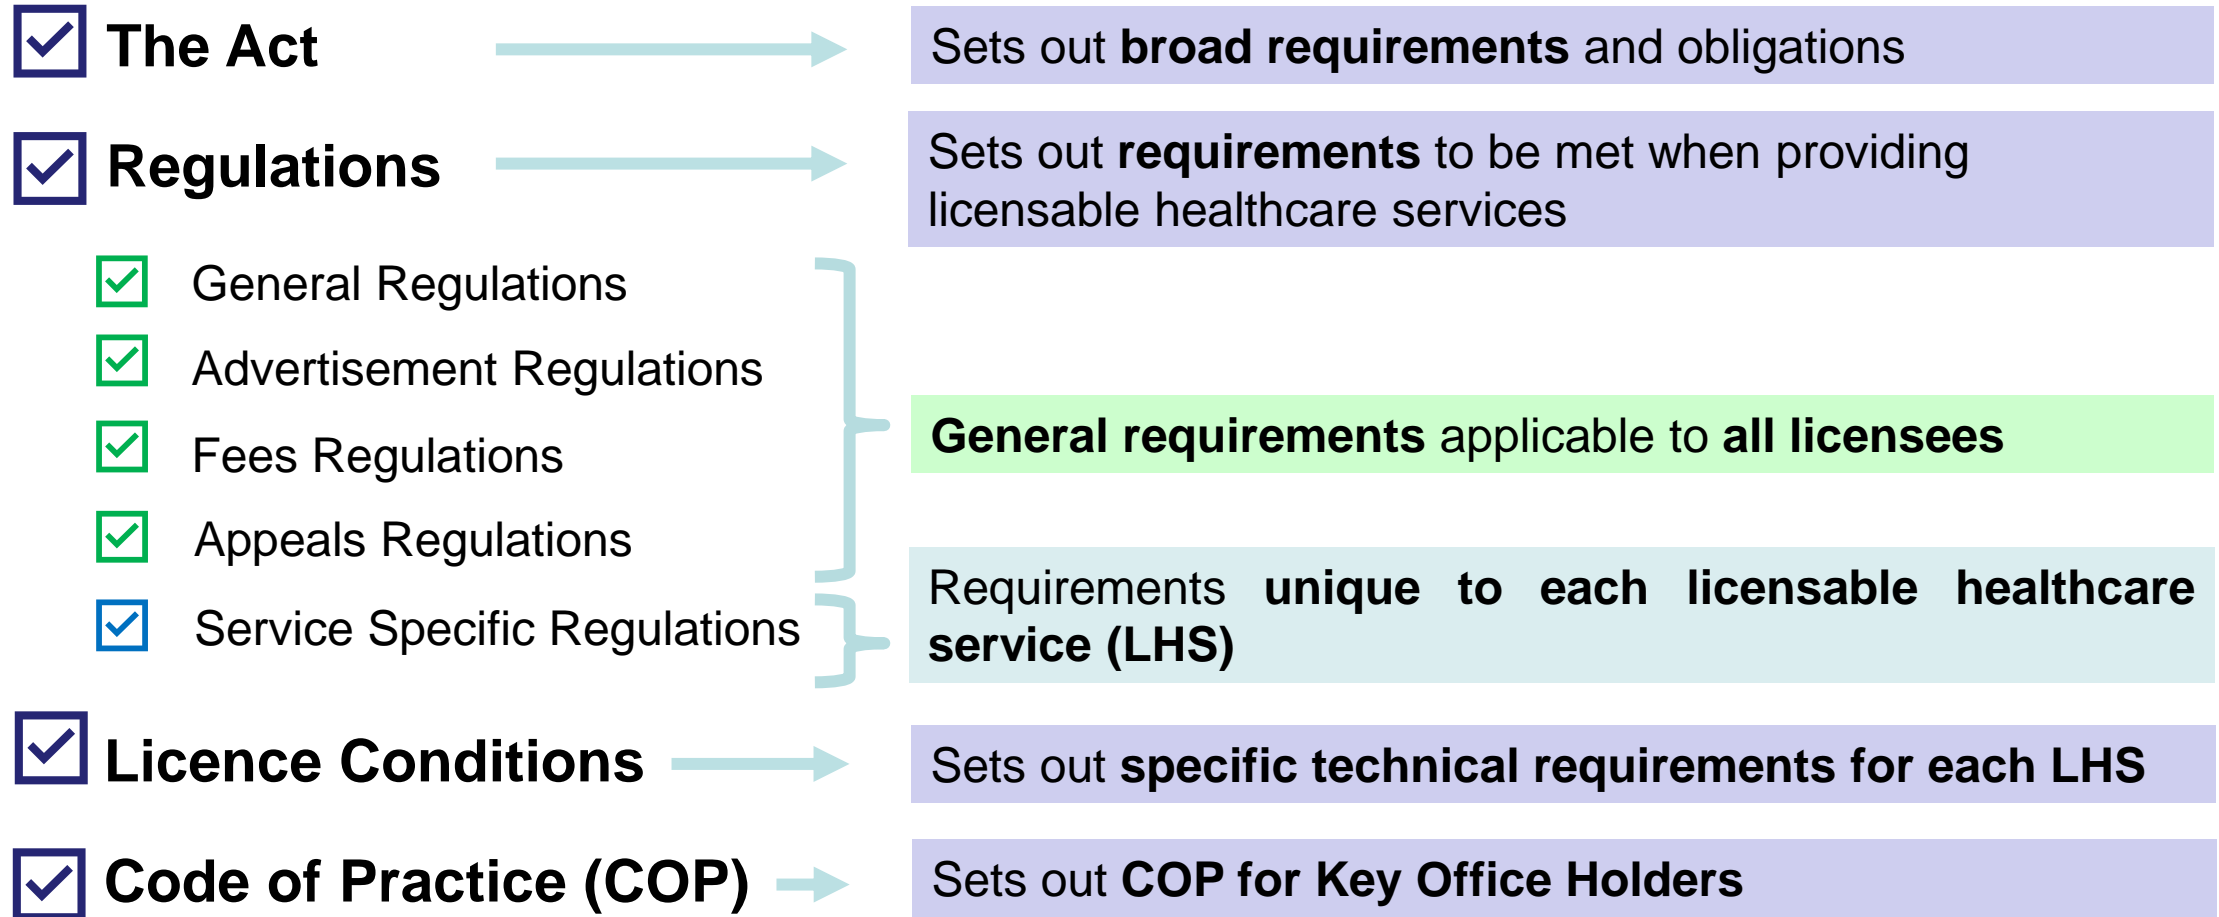 The Act
Sets out broad requirements and obligations
Regulations
Sets out requirements to be met when providing
licensable healthcare services
General Regulations
Advertisement Regulations
Fees Regulations
Appeals Regulations
General requirements applicable to all licensees
Service Specific Regulations
Requirements unique to each licensable healthcare
service (LHS)
Licence Conditions
Sets out specific technical requirements for each LHS
Code of Practice (COP)
Sets out COP for Key Office Holders